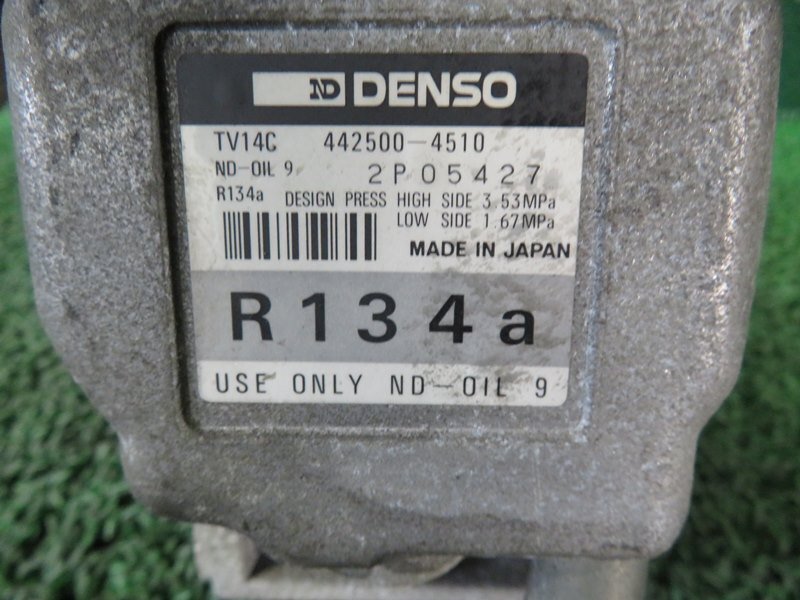 ND DENSO
TV14C 442500-4510
ND-OIL 9 2P05427
R134a DESIGN PRESS HIGH SIDE 3.53MPa
LOW SIDE 1.67MPa
MADE IN JAPAN
R134a
USE ONLY ND-OIL 9